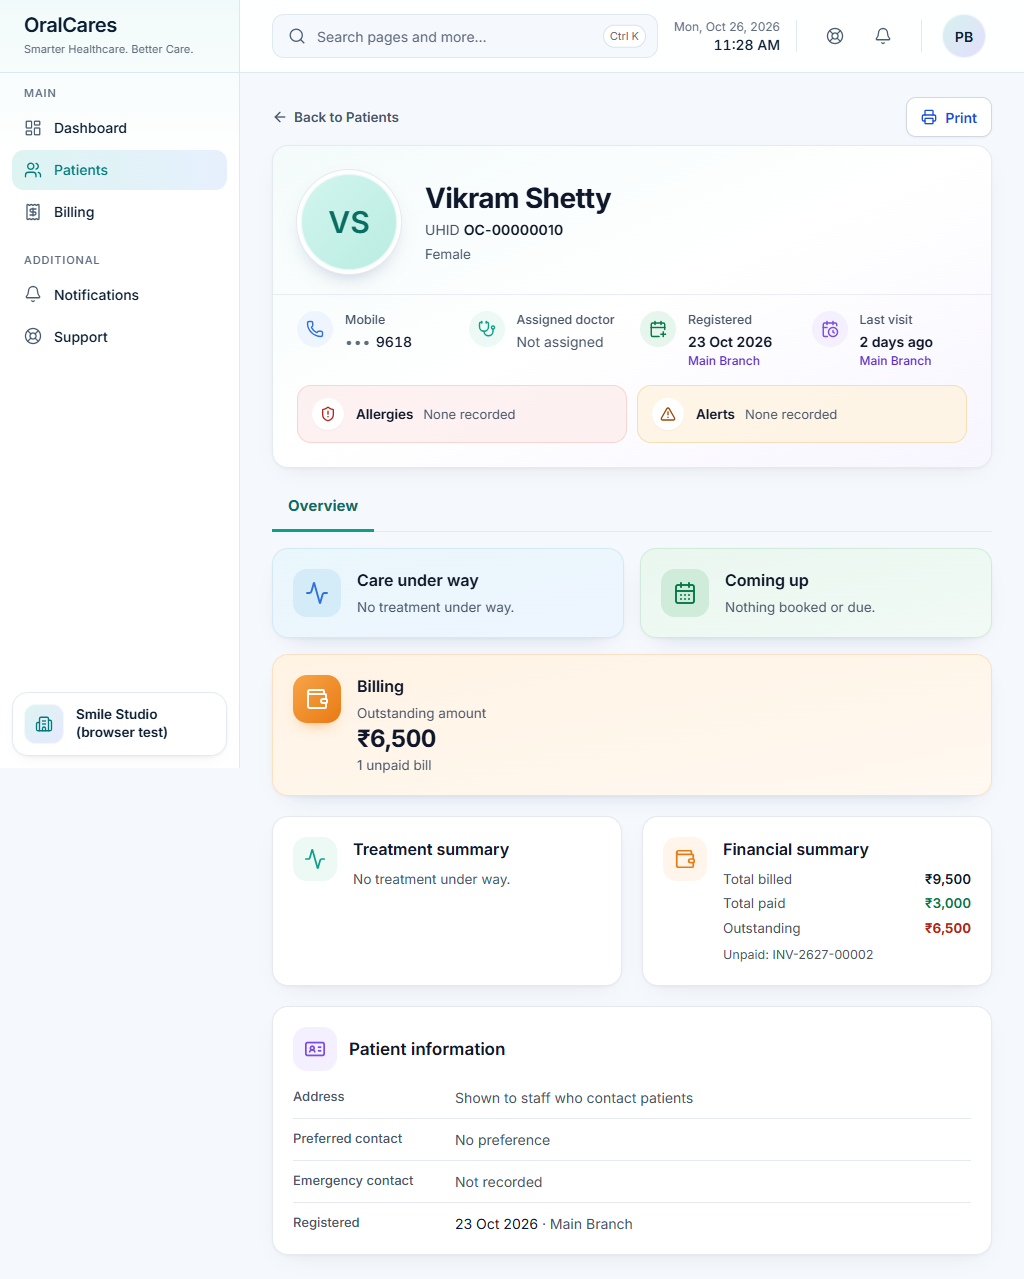 OralCares
Smarter Healthcare. Better Care.
Search pages and more...
Ctrl K
Mon, Oct 26, 2026
11:28 AM
PB
MAIN
Dashboard
Patients
Billing
ADDITIONAL
Notifications
Support
Smile Studio
(browser test)
Back to Patients
Print
VS
Vikram Shetty
UHID OC-00000010
Female
Mobile
••• 9618
Assigned doctor
Not assigned
Registered
23 Oct 2026
Main Branch
Last visit
2 days ago
Main Branch
Allergies None recorded
Alerts None recorded
Overview
Care under way
No treatment under way.
Coming up
Nothing booked or due.
Billing
Outstanding amount
₹6,500
1 unpaid bill
Treatment summary
No treatment under way.
Financial summary
Total billed ₹9,500
Total paid ₹3,000
Outstanding ₹6,500
Unpaid: INV-2627-00002
Patient information
Address Shown to staff who contact patients
Preferred contact No preference
Emergency contact Not recorded
Registered 23 Oct 2026 · Main Branch